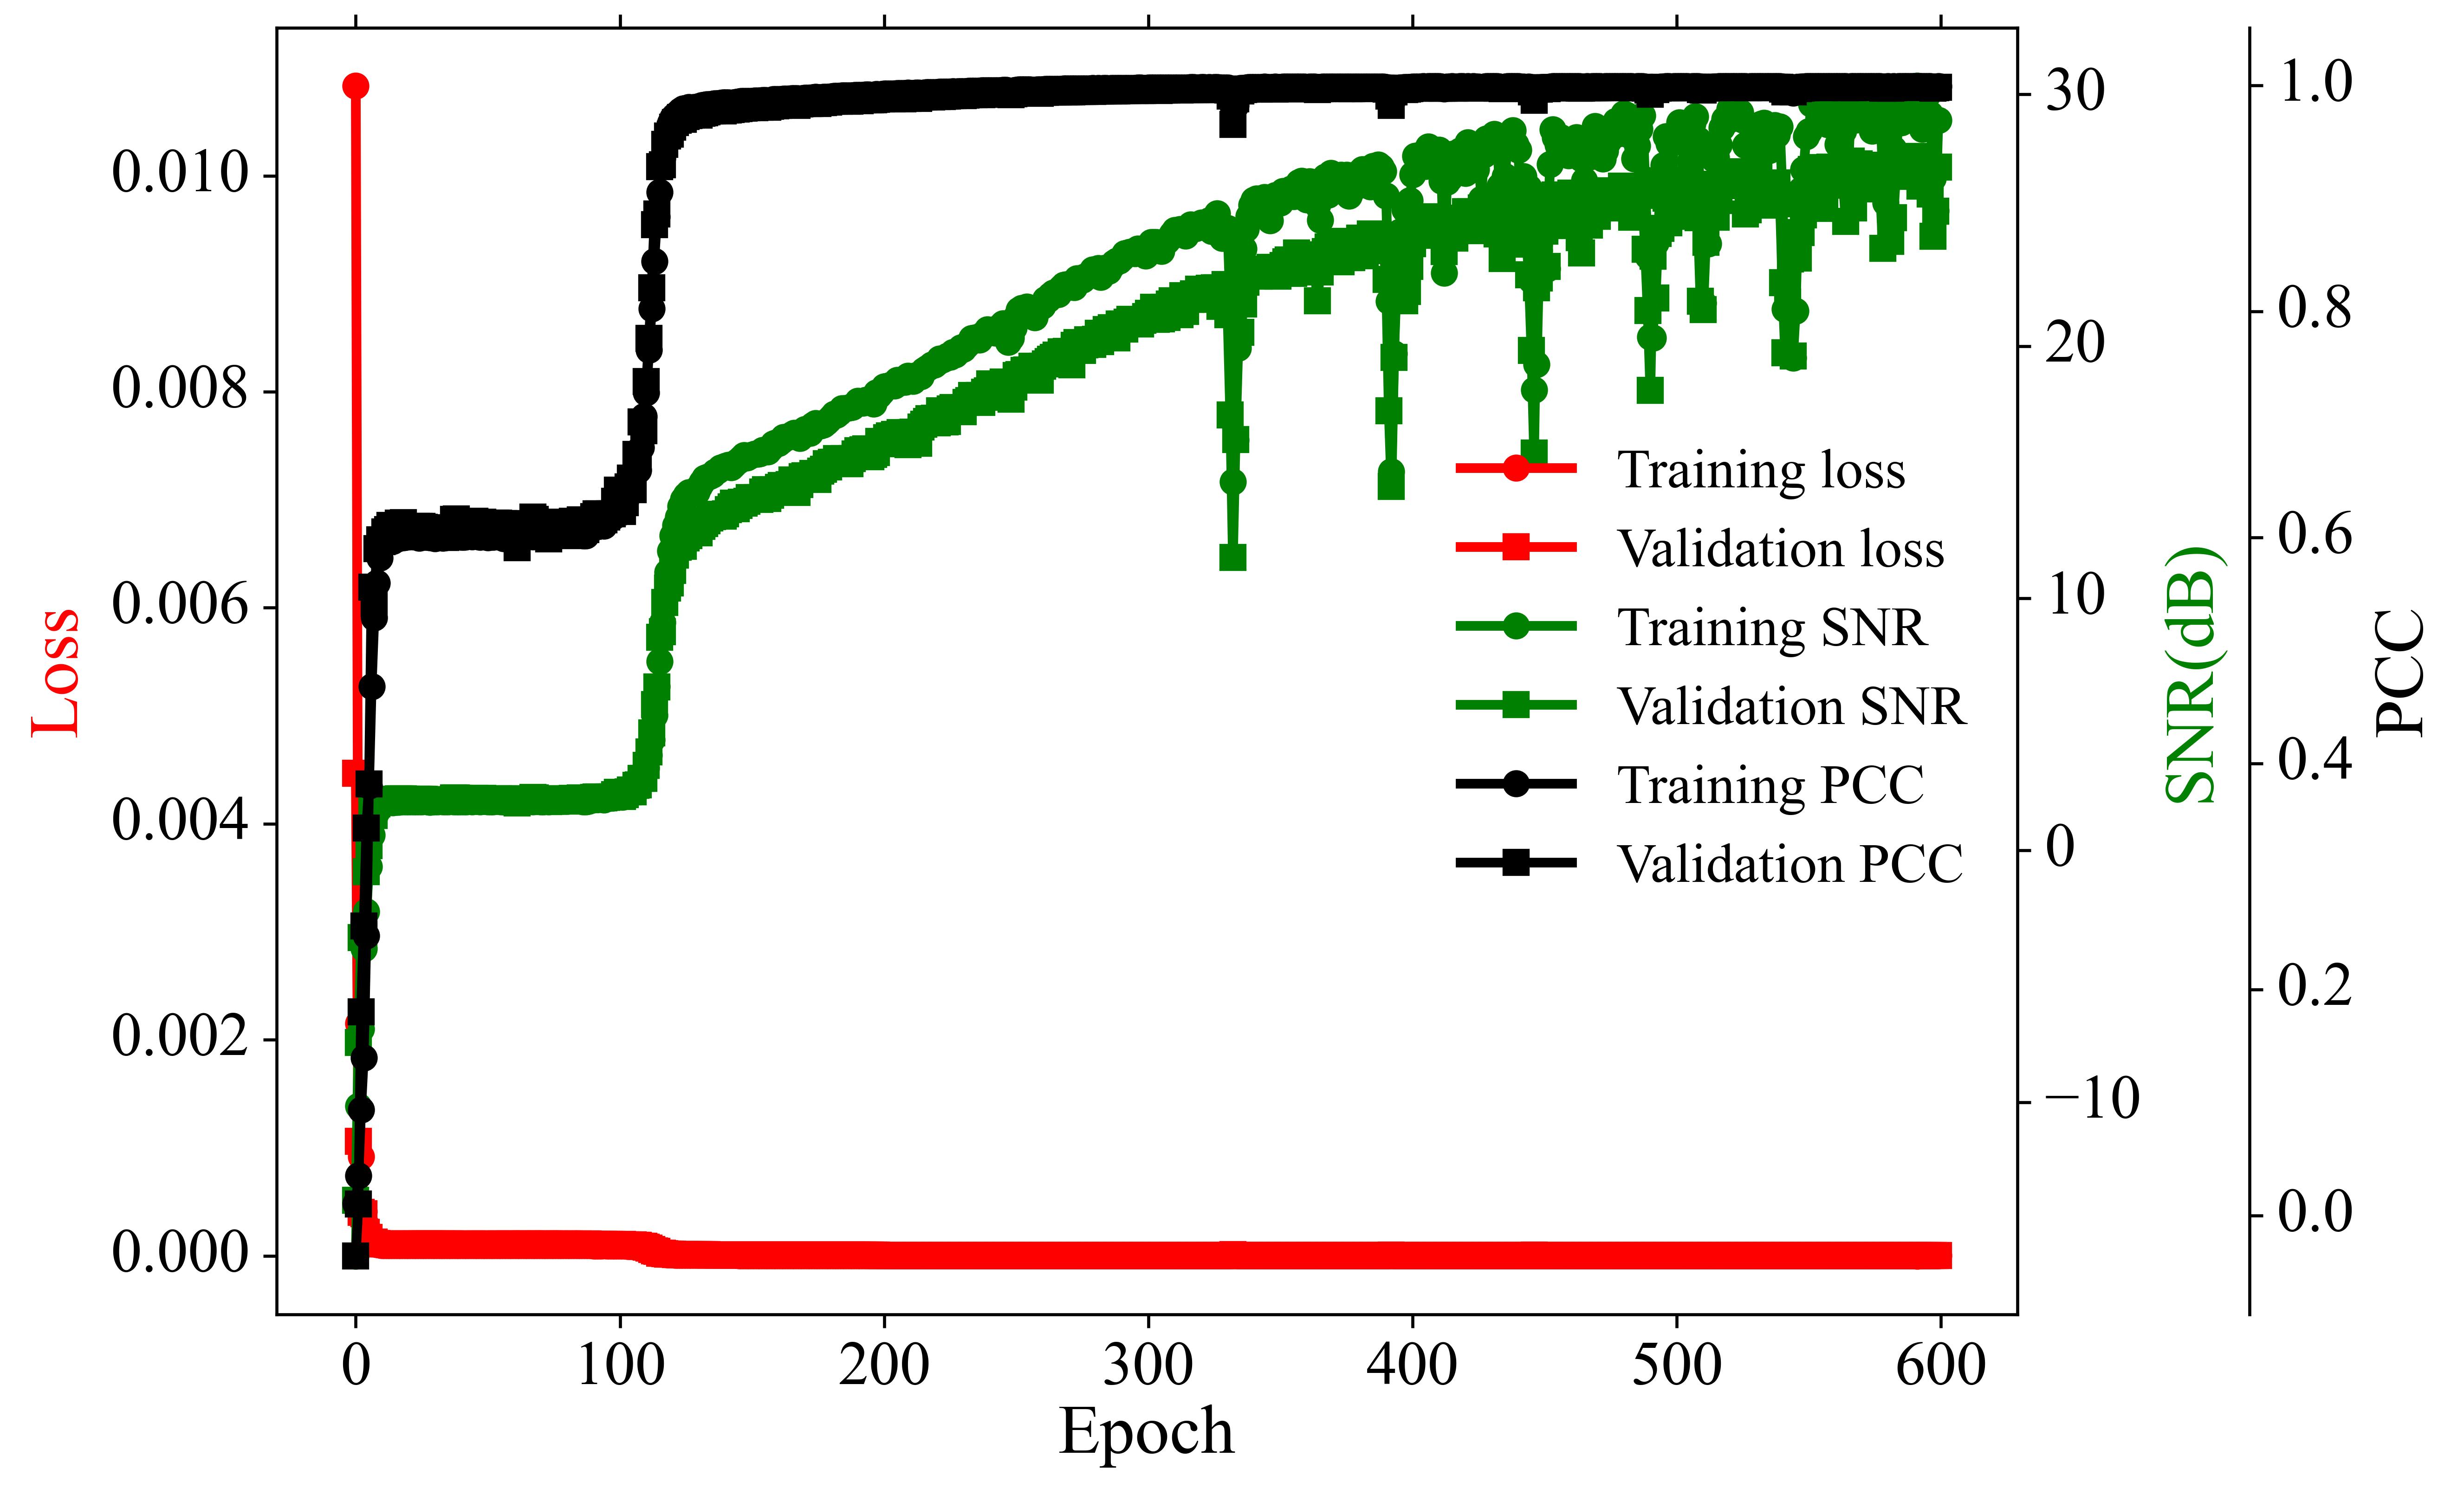 0.010
0.008
0.006
0.004
0.002
0.000
Loss
0
100
200
300
400
500
600
Epoch
30
20
10
0
−10
SNR(dB)
1.0
0.8
0.6
0.4
0.2
0.0
PCC
Training loss
Validation loss
Training SNR
Validation SNR
Training PCC
Validation PCC